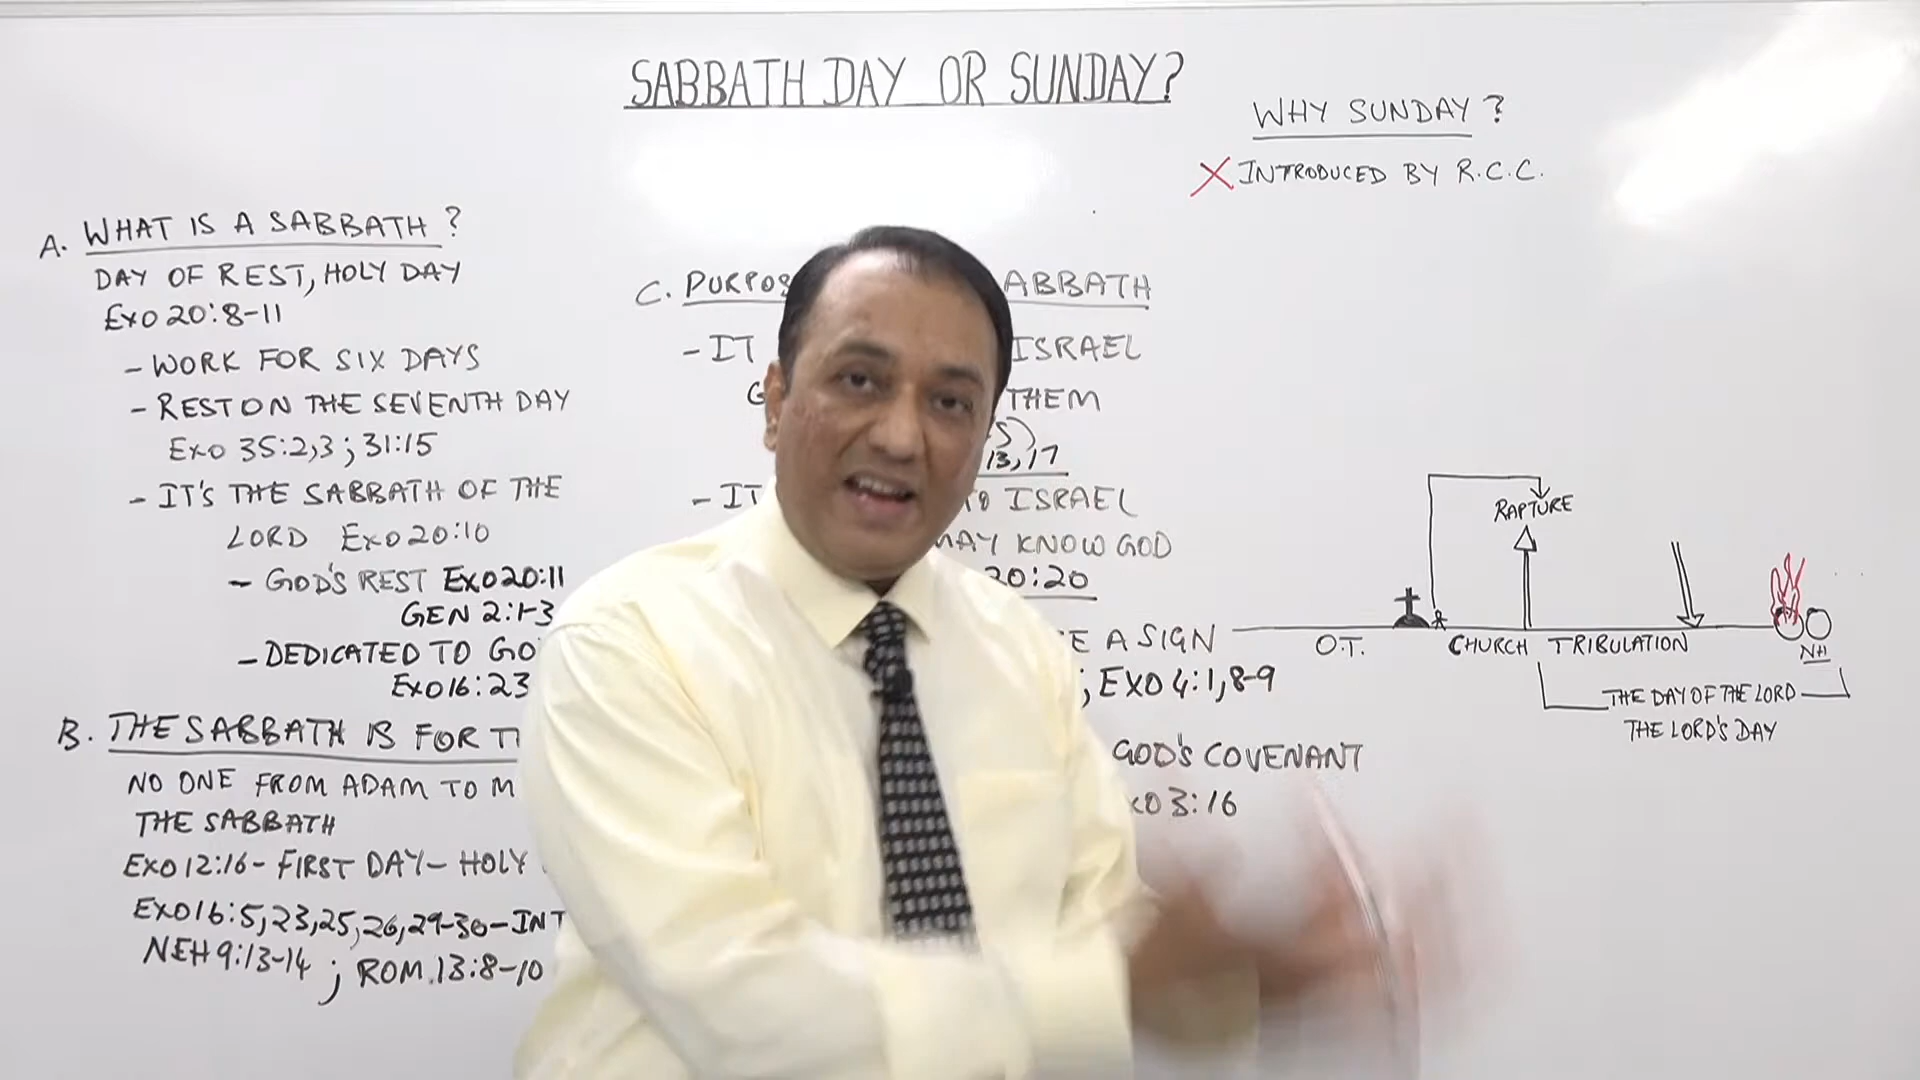 SABBATH DAY OR SUNDAY?
WHY SUNDAY?
X INTRODUCED BY R.C.C.
A. WHAT IS A SABBATH?
DAY OF REST, HOLY DAY
EXO 20:8-11
- WORK FOR SIX DAYS
- REST ON THE SEVENTH DAY
EXO 35:2,3; 31:15
- IT'S THE SABBATH OF THE
LORD EXO 20:10
- GOD'S REST EXO 20:11
GEN 2:1-3
- DEDICATED TO
EXO 16:23
B. THE SABBATH IS FOR
NO ONE FROM ADAM TO
THE SABBATH
EXO 12:16 - FIRST DAY - HOLY
EXO 16:5,23,25,26,29-30 -
NEH 9:13-14; ROM. 13:8-10
C.
- IT ISRAEL
THEM
13,17
- IT ISRAEL
KNOW GOD
20:20
A SIGN
; EXO 4:1,8-9
GOD'S COVENANT
3:16
RAPTURE
O.T. CHURCH TRIBULATION NH
THE DAY OF THE LORD
THE LORD'S DAY